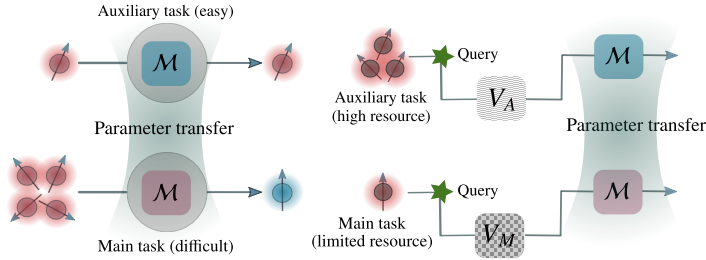 Auxiliary task (easy)
M
Parameter transfer
M
Main task (difficult)
Query
M
Auxiliary task
(high resource)
V_A
Parameter transfer
Query
M
Main task
(limited resource)
V_M